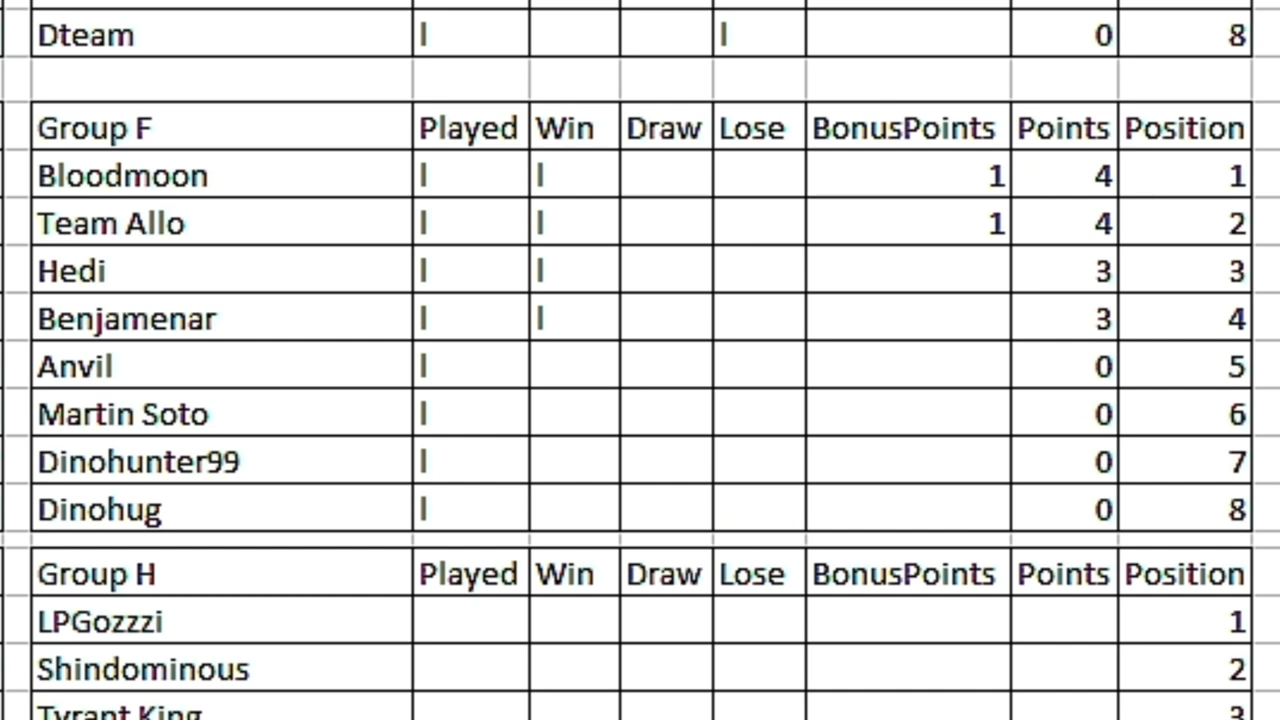 Dteam l l 0 8
Group F Played Win Draw Lose BonusPoints Points Position
Bloodmoon l l 1 4 1
Team Allo l l 1 4 2
Hedi l l 3 3
Benjamenar l l 3 4
Anvil l 0 5
Martin Soto l 0 6
Dinohunter99 l 0 7
Dinohug l 0 8
Group H Played Win Draw Lose BonusPoints Points Position
LPGozzzi 1
Shindominous 2
Tyrant King 3